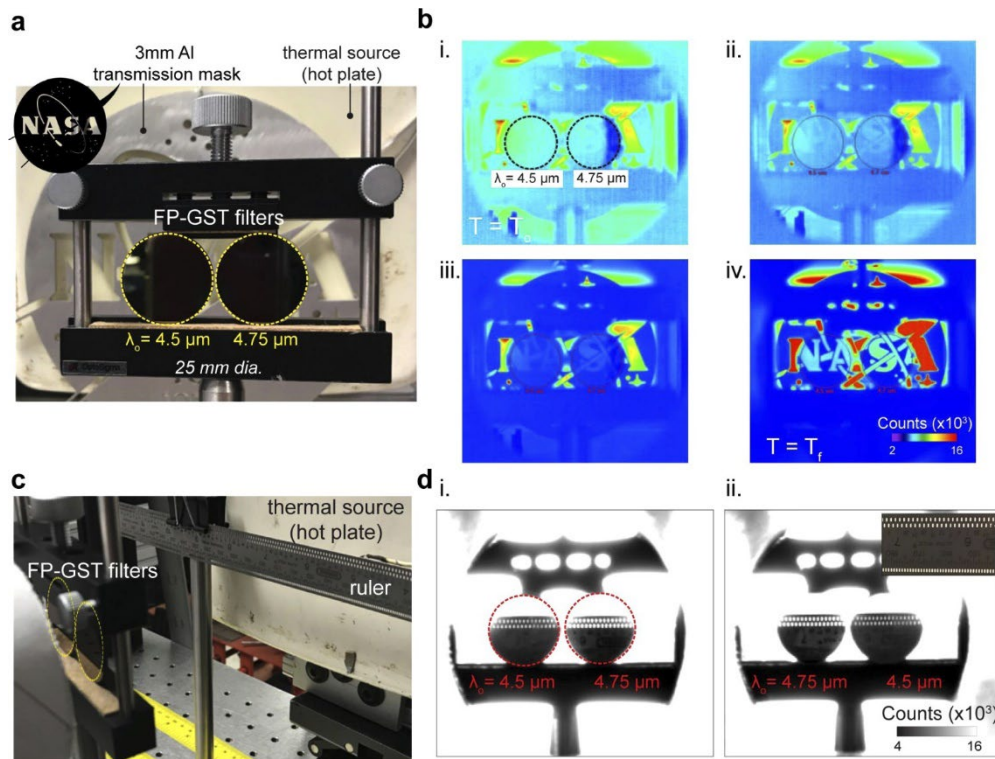 a
3mm Al
transmission mask
thermal source
(hot plate)
NASA
FP-GST filters
λₒ= 4.5 µm
4.75 µm
25 mm dia.
b
i.
λₒ= 4.5 µm
4.75 µm
T = Tₒ
ii.
iii.
iv.
N-A S
Counts (x10³)
2
16
T = T_f
c
thermal source
(hot plate)
FP-GST filters
ruler
d
i.
λₒ= 4.5 µm
4.75 µm
ii.
7
6
λₒ= 4.75 µm
4.5 µm
Counts (x10³)
4
16